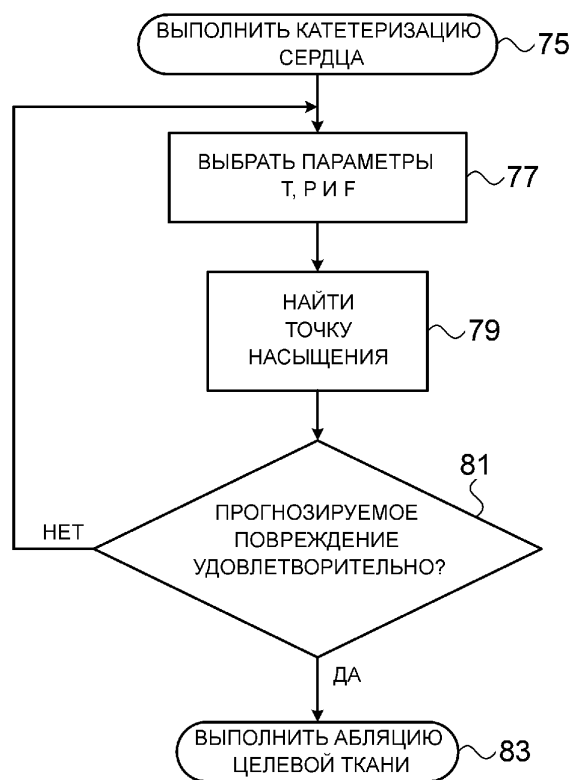 ВЫПОЛНИТЬ КАТЕТЕРИЗАЦИЮ
СЕРДЦА
75
ВЫБРАТЬ ПАРАМЕТРЫ
T, P И F
77
НАЙТИ
ТОЧКУ
НАСЫЩЕНИЯ
79
81
НЕТ
ПРОГНОЗИРУЕМОЕ
ПОВРЕЖДЕНИЕ
УДОВЛЕТВОРИТЕЛЬНО?
ДА
ВЫПОЛНИТЬ АБЛЯЦИЮ
ЦЕЛЕВОЙ ТКАНИ
83